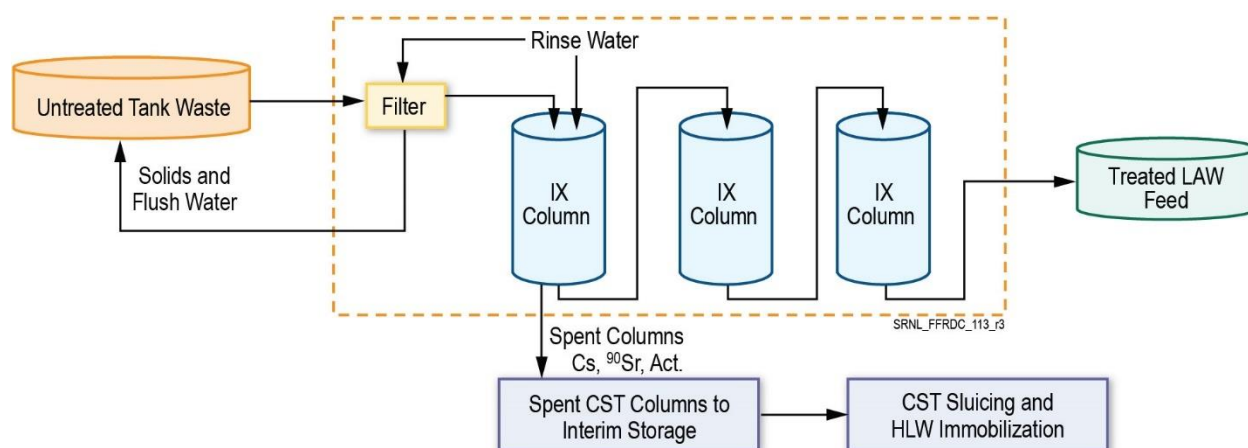 Rinse Water
Untreated Tank Waste
Filter
Solids and
Flush Water
IX
Column
IX
Column
IX
Column
Treated LAW
Feed
SRNL_FFRDC_113_r3
Spent Columns
Cs, ⁹⁰Sr, Act.
Spent CST Columns to
Interim Storage
CST Sluicing and
HLW Immobilization